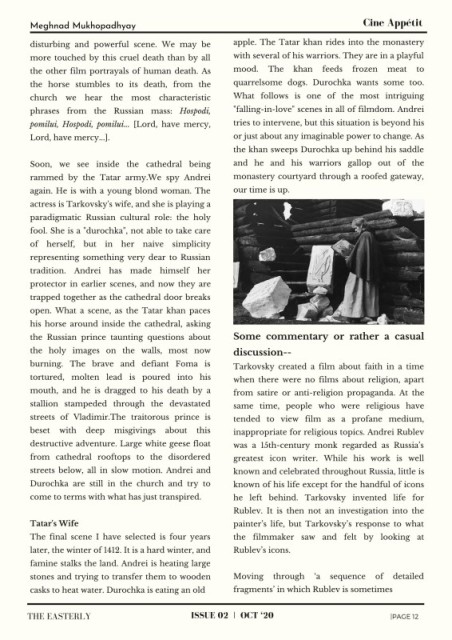 Meghnad Mukhopadhyay
Cine Appétit
disturbing and powerful scene. We may be
more touched by this cruel death than by all
the other film portrayals of human death. As
the horse stumbles to its death, from the
church we hear the most characteristic
phrases from the Russian mass: Hospodi,
pomilui, Hospodi, pomilui... [Lord, have mercy,
Lord, have mercy...].
Soon, we see inside the cathedral being
rammed by the Tatar army.We spy Andrei
again. He is with a young blond woman. The
actress is Tarkovsky's wife, and she is playing a
paradigmatic Russian cultural role: the holy
fool. She is a "durochka", not able to take care
of herself, but in her naive simplicity
representing something very dear to Russian
tradition. Andrei has made himself her
protector in earlier scenes, and now they are
trapped together as the cathedral door breaks
open. What a scene, as the Tatar khan paces
his horse around inside the cathedral, asking
the Russian prince taunting questions about
the holy images on the walls, most now
burning. The brave and defiant Foma is
tortured, molten lead is poured into his
mouth, and he is dragged to his death by a
stallion stampeded through the devastated
streets of Vladimir.The traitorous prince is
beset with deep misgivings about this
destructive adventure. Large white geese float
from cathedral rooftops to the disordered
streets below, all in slow motion. Andrei and
Durochka are still in the church and try to
come to terms with what has just transpired.
Tatar's Wife
The final scene I have selected is four years
later, the winter of 1412. It is a hard winter, and
famine stalks the land. Andrei is heating large
stones and trying to transfer them to wooden
casks to heat water. Durochka is eating an old
apple. The Tatar khan rides into the monastery
with several of his warriors. They are in a playful
mood. The khan feeds frozen meat to
quarrelsome dogs. Durochka wants some too.
What follows is one of the most intriguing
"falling-in-love" scenes in all of filmdom. Andrei
tries to intervene, but this situation is beyond his
or just about any imaginable power to change. As
the khan sweeps Durochka up behind his saddle
and he and his warriors gallop out of the
monastery courtyard through a roofed gateway,
our time is up.
Some commentary or rather a casual
discussion--
Tarkovsky created a film about faith in a time
when there were no films about religion, apart
from satire or anti-religion propaganda. At the
same time, people who were religious have
tended to view film as a profane medium,
inappropriate for religious topics. Andrei Rublev
was a 15th-century monk regarded as Russia's
greatest icon writer. While his work is well
known and celebrated throughout Russia, little is
known of his life except for the handful of icons
he left behind. Tarkovsky invented life for
Rublev. It is then not an investigation into the
painter's life, but Tarkovsky's response to what
the filmmaker saw and felt by looking at
Rublev's icons.
Moving through 'a sequence of detailed
fragments' in which Rublev is sometimes
THE EASTERLY
ISSUE 02 | OCT '20
|PAGE 12